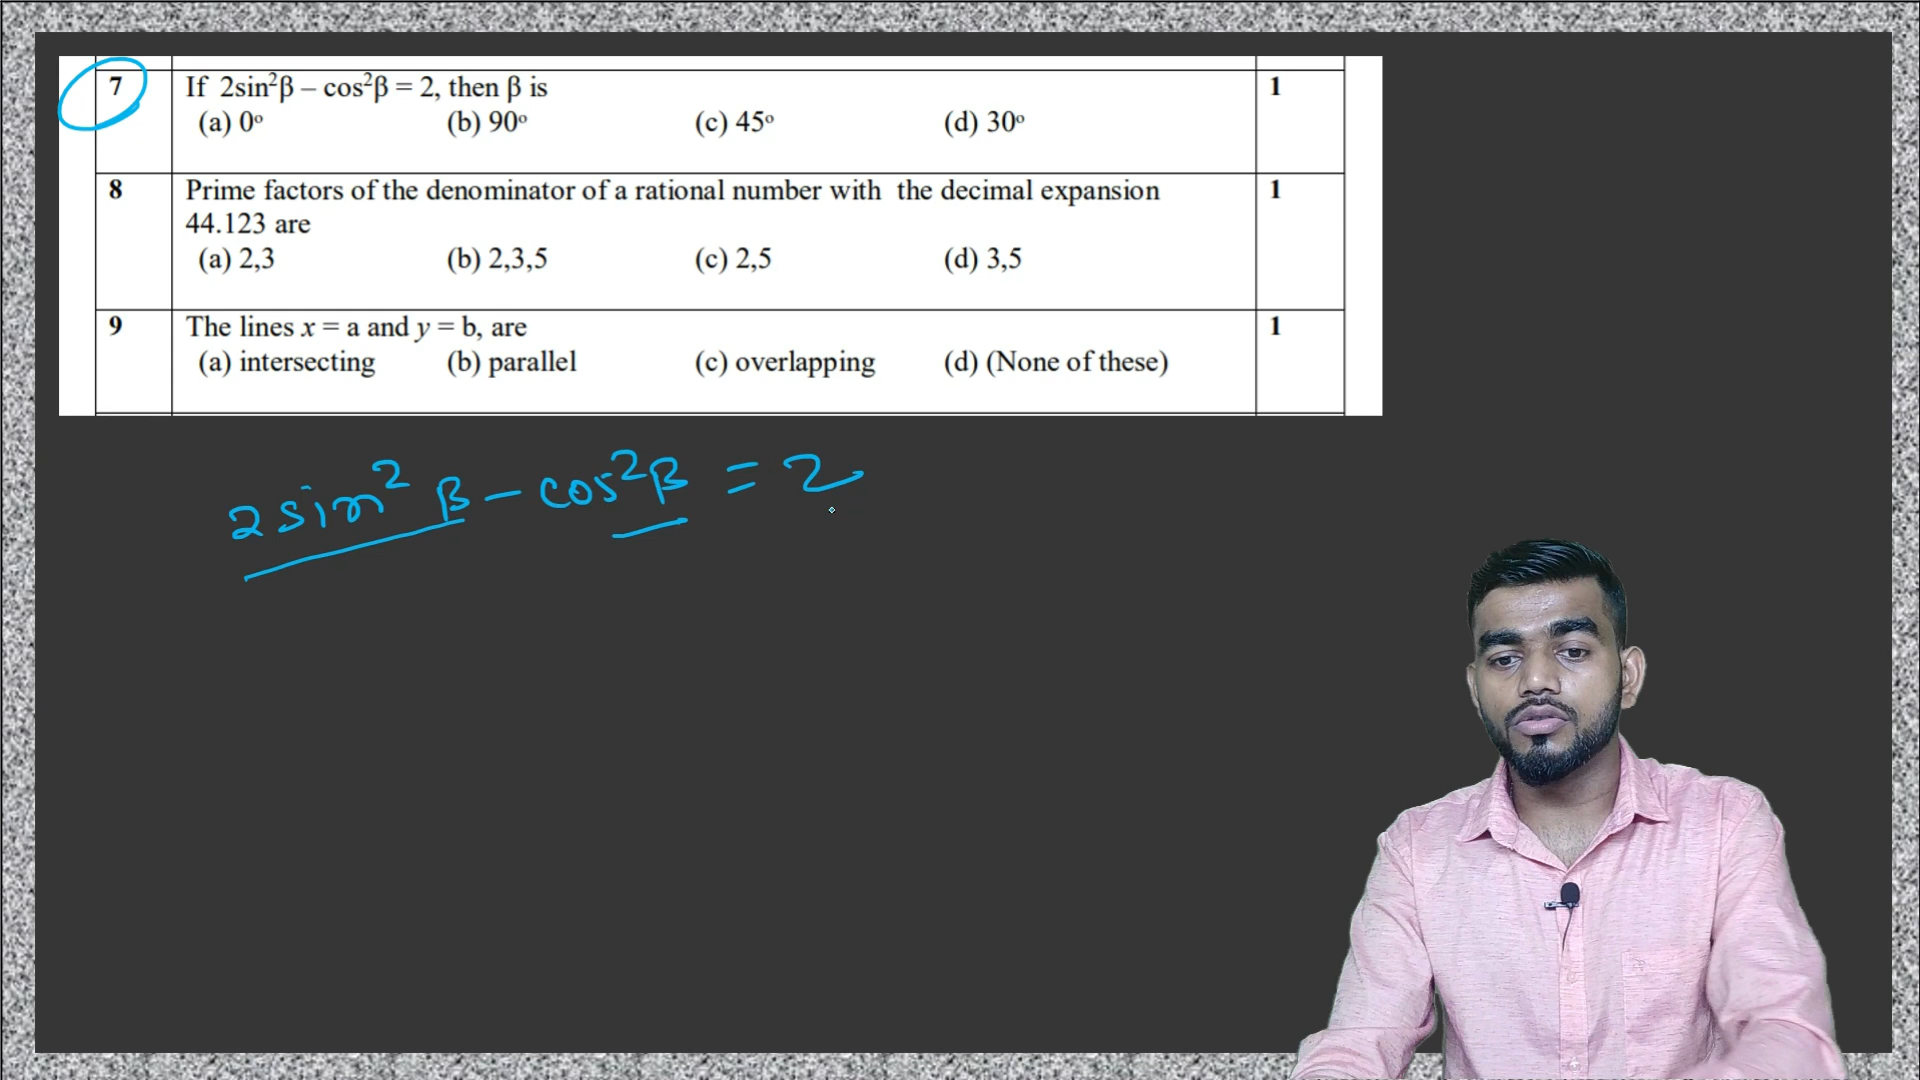 7 If 2sin²β – cos²β = 2, then β is 1
(a) 0° (b) 90° (c) 45° (d) 30°
8 Prime factors of the denominator of a rational number with the decimal expansion 1
44.123 are
(a) 2,3 (b) 2,3,5 (c) 2,5 (d) 3,5
9 The lines x = a and y = b, are 1
(a) intersecting (b) parallel (c) overlapping (d) (None of these)
2sin² β – cos²β = 2